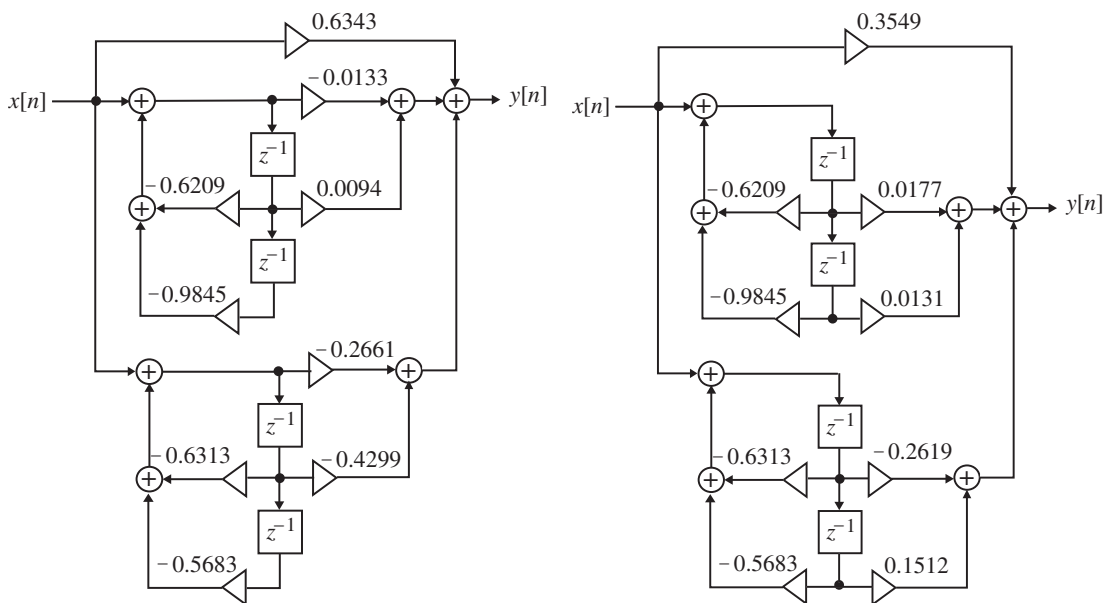 0.6343
−0.0133
x[n]
y[n]
z−1
−0.6209
0.0094
z−1
−0.9845
−0.2661
z−1
−0.6313
−0.4299
z−1
−0.5683
0.3549
x[n]
z−1
−0.6209
0.0177
y[n]
z−1
−0.9845
0.0131
z−1
−0.6313
−0.2619
z−1
−0.5683
0.1512